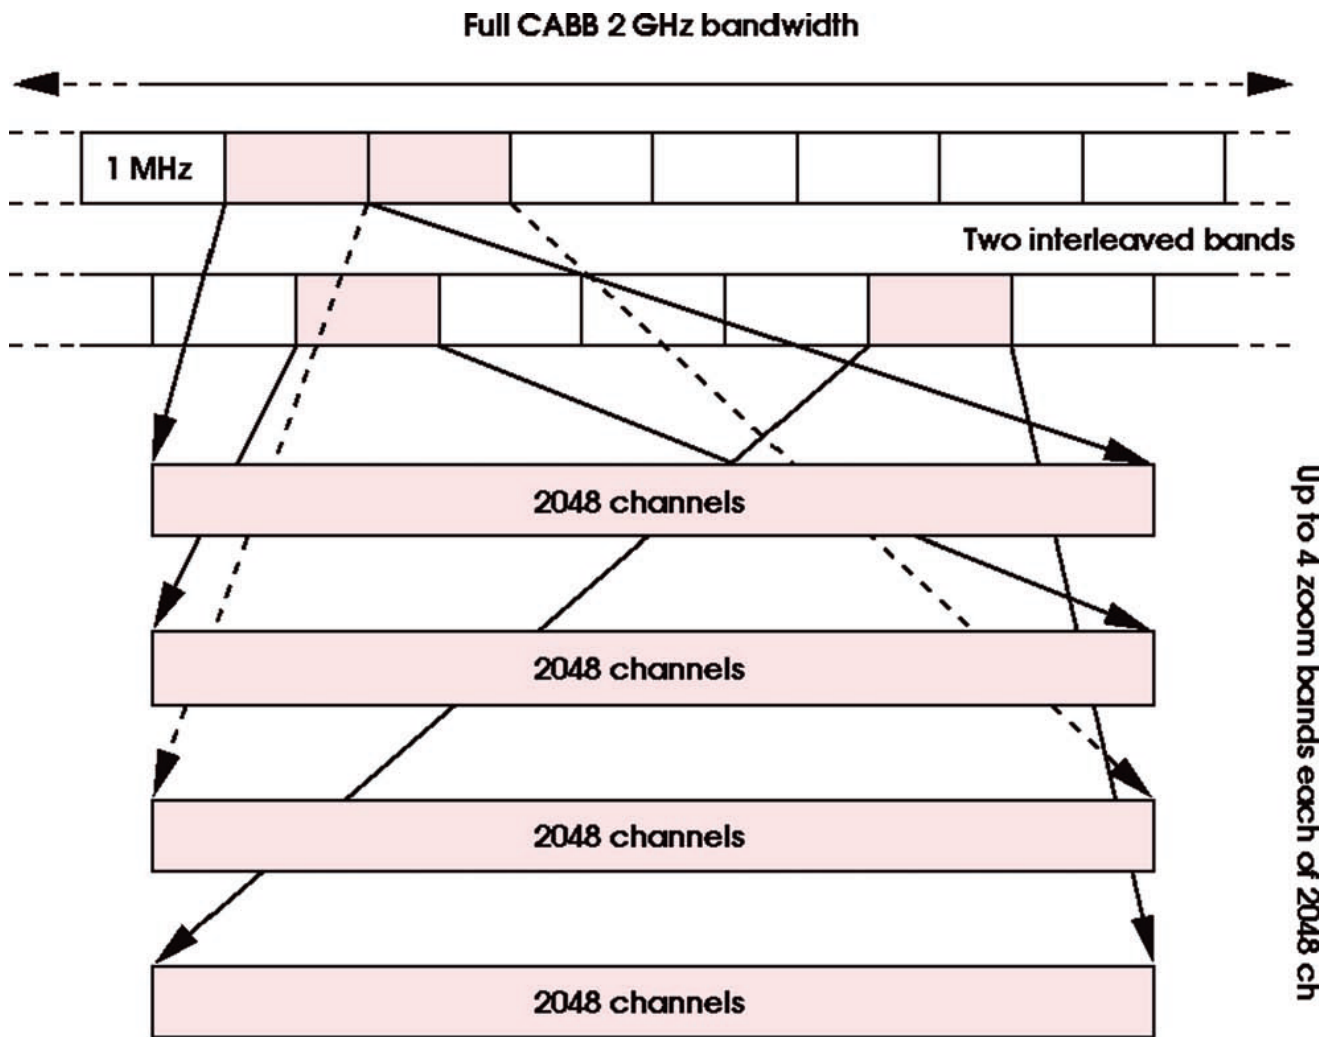 Full CABB 2 GHz bandwidth
1 MHz
Two interleaved bands
2048 channels
2048 channels
2048 channels
2048 channels
Up to 4 zoom bands each of 2048 ch